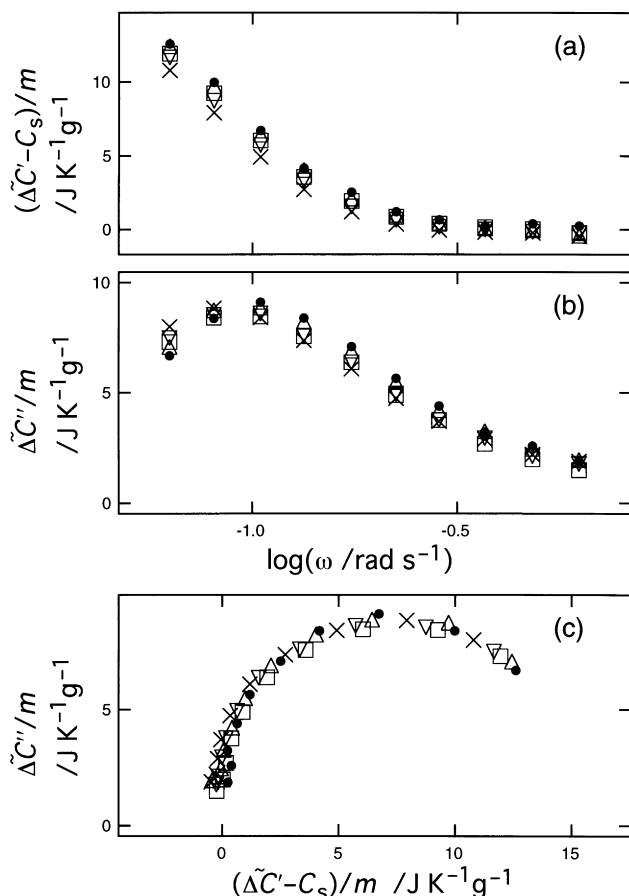 (a)
(ΔC̃′−Cₛ)/m
/J K⁻¹g⁻¹
10
5
0
(b)
ΔC̃″/m
/J K⁻¹g⁻¹
10
5
0
-1.0 -0.5
log(ω /rad s⁻¹)
(c)
ΔC̃″/m
/J K⁻¹g⁻¹
5
0
0 5 10 15
(ΔC̃′−Cₛ)/m /J K⁻¹g⁻¹